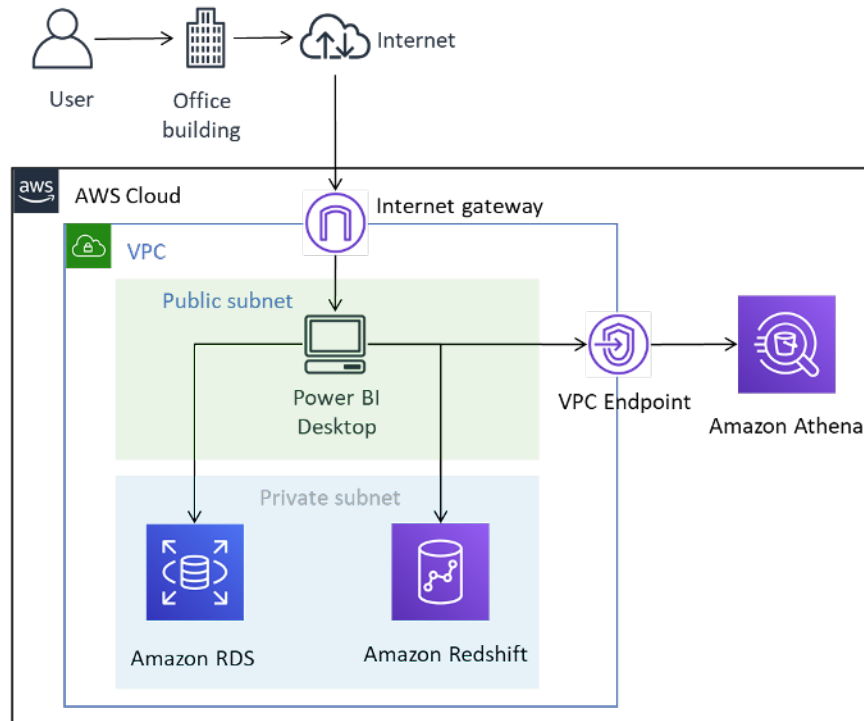 User
Office
building
Internet
aws
AWS Cloud
Internet gateway
VPC
Public subnet
Power BI
Desktop
VPC Endpoint
Amazon Athena
Private subnet
Amazon RDS
Amazon Redshift